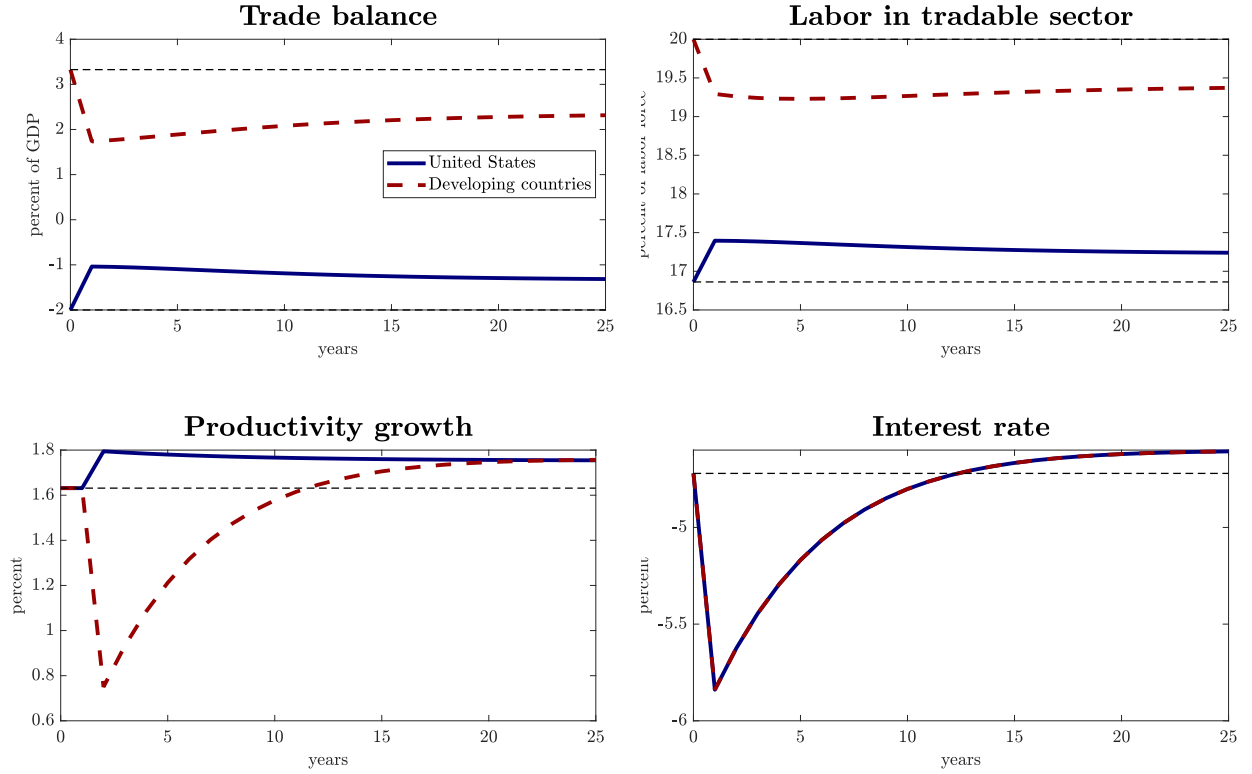 Trade balance
4
3
2
1
0
-1
-2
percent of GDP
United States
Developing countries
0 5 10 15 20 25
years
Labor in tradable sector
20
19.5
19
18.5
18
17.5
17
16.5
percent of labor force
0 5 10 15 20 25
years
Productivity growth
1.8
1.6
1.4
1.2
1
0.8
0.6
percent
0 5 10 15 20 25
years
Interest rate
-5
-5.5
-6
percent
0 5 10 15 20 25
years